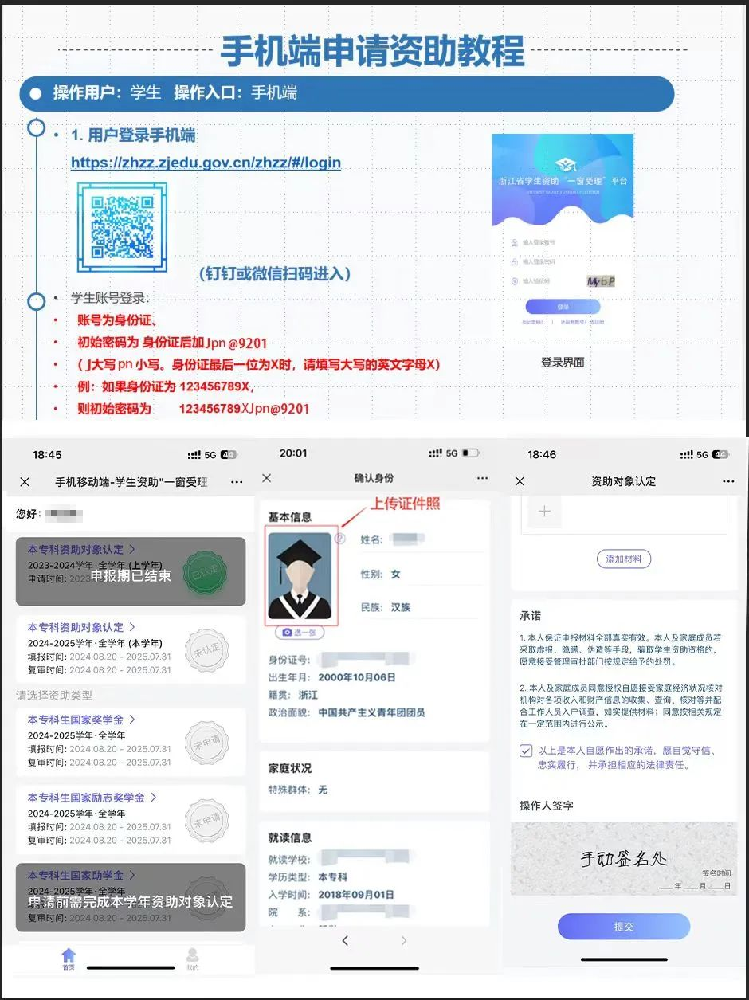 手机端申请资助教程
操作用户：学生 操作入口：手机端
1. 用户登录手机端
https://zhzz.zjedu.gov.cn/zhzz/#/login
(钉钉或微信扫码进入)
浙江省学生资助“一窗受理”平台
输入登录账号
输入登录密码
输入验证码
MybP
登录
忘记密码？ | 还没有账号？去注册
登录界面
学生账号登录：
账号为身份证、
初始密码为 身份证后加Jpn@9201
（J大写pn 小写。身份证最后一位为X时，请填写大写的英文字母X）
例：如果身份证为 123456789X，
则初始密码为 123456789XJpn@9201
18:45 5G 44
手机移动端-学生资助"一窗受理
您好：
本专科资助对象认定
2023-2024学年·全学年 (上学年)
申请时间: 2023
申报期已结束
已认定
本专科资助对象认定
2024-2025学年·全学年 (本学年)
填报时间: 2024.08.20 - 2025.07.31
复审时间: 2024.08.20 - 2025.07.31
未认定
请选择资助类型
本专科生国家奖学金
2024-2025学年·全学年
填报时间: 2024.08.20 - 2025.07.31
复审时间: 2024.08.20 - 2025.07.31
未申请
本专科生国家励志奖学金
2024-2025学年·全学年
填报时间: 2024.08.20 - 2025.07.31
复审时间: 2024.08.20 - 2025.07.31
未申请
本专科生国家助学金
2024-2025学年·全学年
申请前需完成本学年资助对象认定
复审时间: 2024.08.20 - 2025.07.31
首页
我的
20:01 5G
确认身份
上传证件照
基本信息
姓名：
性别： 女
民族： 汉族
选一张
身份证号：
出生年月： 2000年10月06日
籍贯： 浙江
政治面貌： 中国共产主义青年团团员
家庭状况
特殊群体： 无
就读信息
就读学校：
学历类型： 本专科
入学时间： 2018年09月01日
院 系：
18:46 5G 44
资助对象认定
添加材料
承诺
1. 本人保证申报材料全部真实有效。本人及家庭成员若
采取虚报、隐瞒、伪造等手段，骗取学生资助资格的，
愿意接受管理审批部门按规定给予的处罚。
2. 本人及家庭成员同意授权自愿接受家庭经济状况核对
机构对各项收入和财产信息的收集、查询、核对等并配
合工作人员入户调查，如实提供材料；同意按相关规定
在一定范围内进行公示。
以上是本人自愿作出的承诺，愿自觉守信、
忠实履行， 并承担相应的法律责任。
操作人签字
手动签名处
签名时间
年 月 日
提交